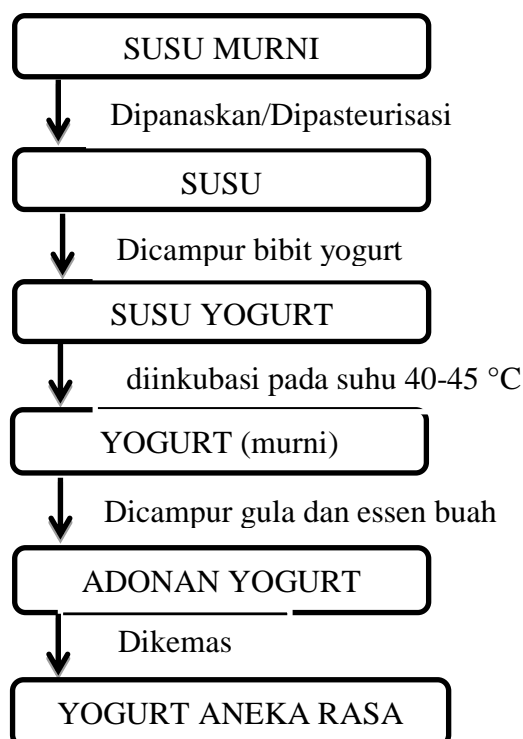 SUSU MURNI
Dipanaskan/Dipasteurisasi
SUSU
Dicampur bibit yogurt
SUSU YOGURT
diinkubasi pada suhu 40-45 °C
YOGURT (murni)
Dicampur gula dan essen buah
ADONAN YOGURT
Dikemas
YOGURT ANEKA RASA